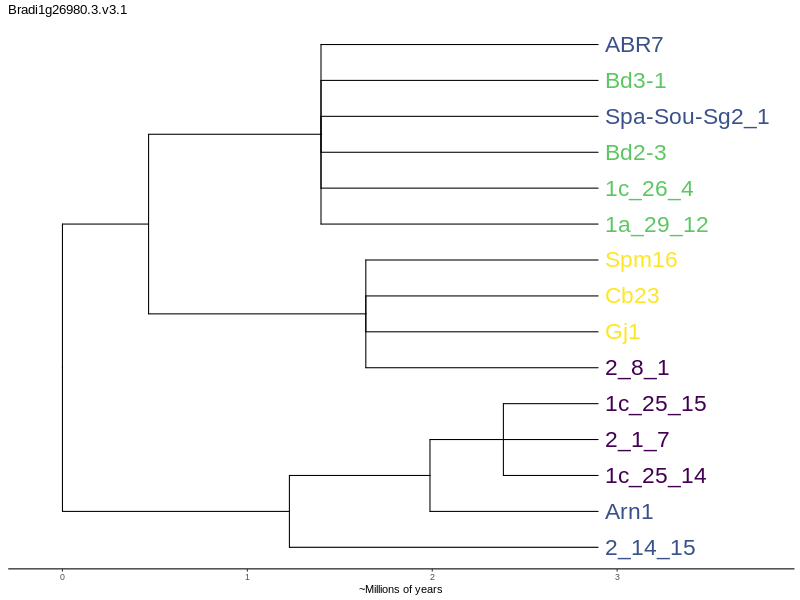 Bradi1g26980.3.v3.1
ABR7
Bd3-1
Spa-Sou-Sg2_1
Bd2-3
1c_26_4
1a_29_12
Spm16
Cb23
Gj1
2_8_1
1c_25_15
2_1_7
1c_25_14
Arn1
2_14_15
0 1 2 3
~Millions of years